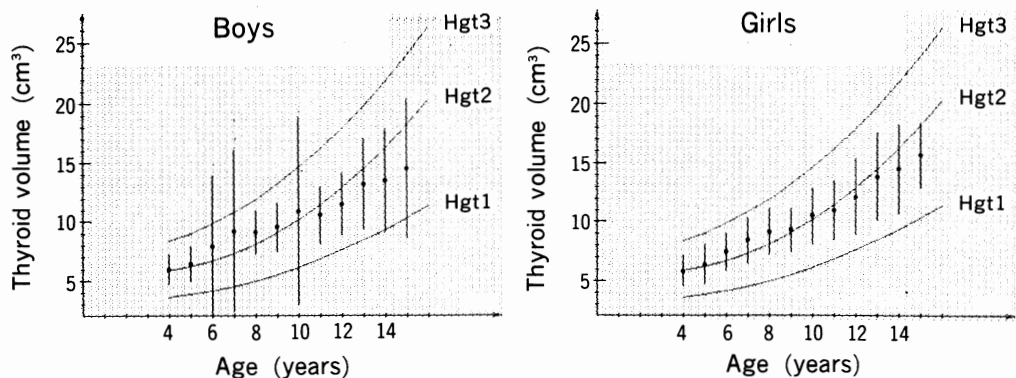 Boys
Thyroid volume (cm³)
25
20
15
10
5
4 6 8 10 12 14
Age (years)
Hgt3
Hgt2
Hgt1
Girls
Thyroid volume (cm³)
25
20
15
10
5
4 6 8 10 12 14
Age (years)
Hgt3
Hgt2
Hgt1